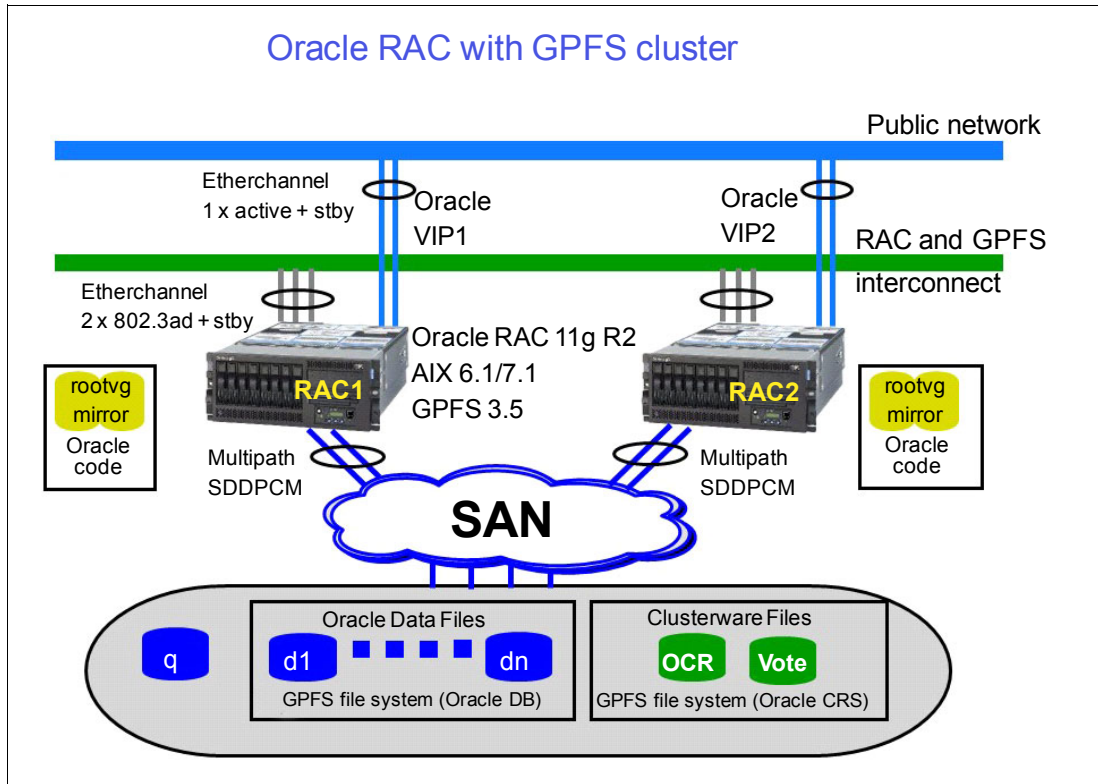 Oracle RAC with GPFS cluster
Public network
Etherchannel
1 x active + stby
Oracle
VIP1
Oracle
VIP2
RAC and GPFS
interconnect
Etherchannel
2 x 802.3ad + stby
Oracle RAC 11g R2
AIX 6.1/7.1
GPFS 3.5
RAC1
RAC2
rootvg
mirror
Oracle
code
rootvg
mirror
Oracle
code
Multipath
SDDPCM
Multipath
SDDPCM
SAN
Oracle Data Files
Clusterware Files
q
d1
dn
OCR
Vote
GPFS file system (Oracle DB)
GPFS file system (Oracle CRS)